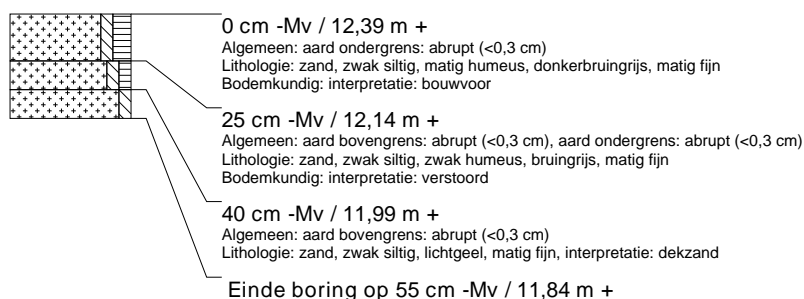 0 cm -Mv / 12,39 m +
Algemeen: aard ondergrens: abrupt (<0,3 cm)
Lithologie: zand, zwak siltig, matig humeus, donkerbruingrijs, matig fijn
Bodemkundig: interpretatie: bouwvoor
25 cm -Mv / 12,14 m +
Algemeen: aard bovengrens: abrupt (<0,3 cm), aard ondergrens: abrupt (<0,3 cm)
Lithologie: zand, zwak siltig, zwak humeus, bruingrijs, matig fijn
Bodemkundig: interpretatie: verstoord
40 cm -Mv / 11,99 m +
Algemeen: aard bovengrens: abrupt (<0,3 cm)
Lithologie: zand, zwak siltig, lichtgeel, matig fijn, interpretatie: dekzand
Einde boring op 55 cm -Mv / 11,84 m +